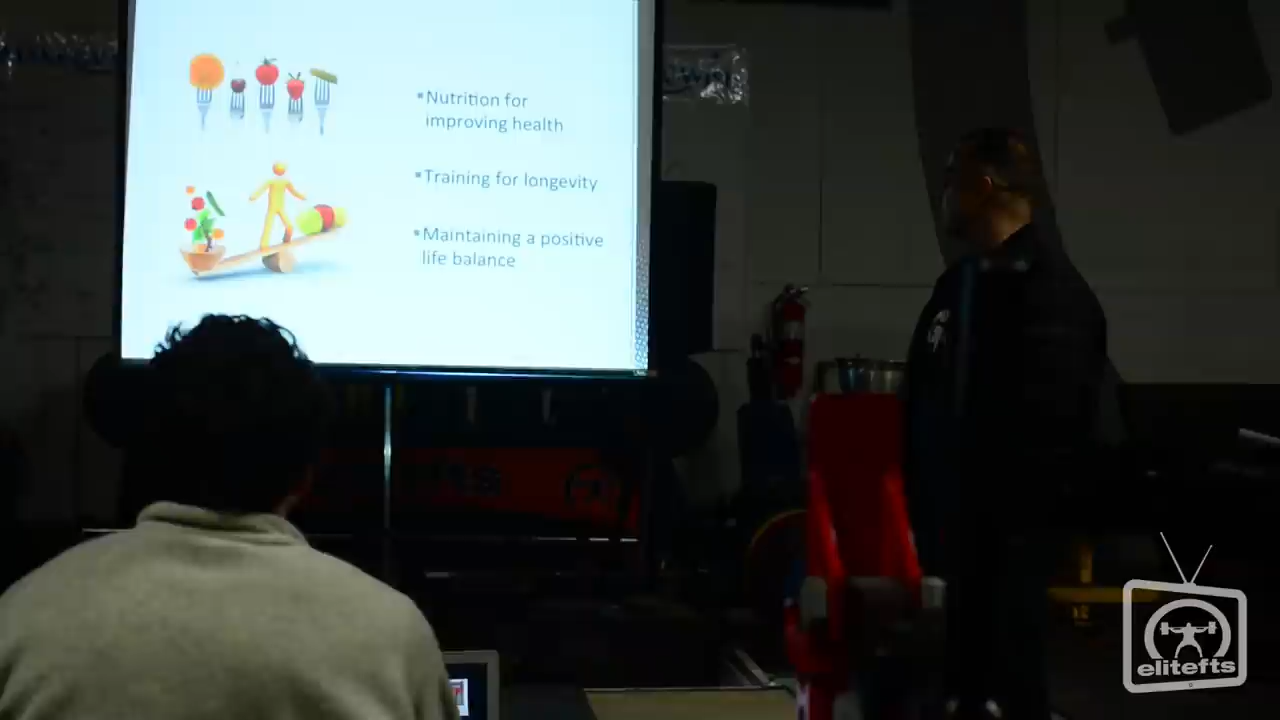 ▪Nutrition for
improving health
▪Training for longevity
▪Maintaining a positive
life balance
elitefts